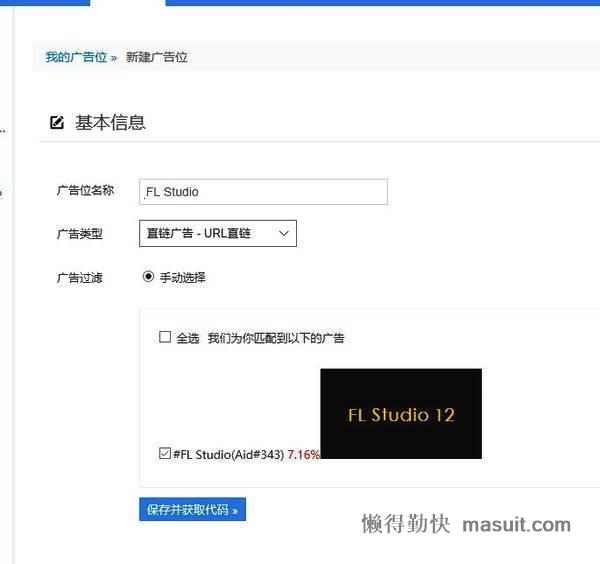 我的广告位 » 新建广告位
基本信息
广告位名称 FL Studio
广告类型 直链广告 - URL直链
广告过滤 手动选择
全选 我们为你匹配到以下的广告
FL Studio 12
#FL Studio(Aid#343) 7.16%
保存并获取代码 »
懒得勤快 masuit.com